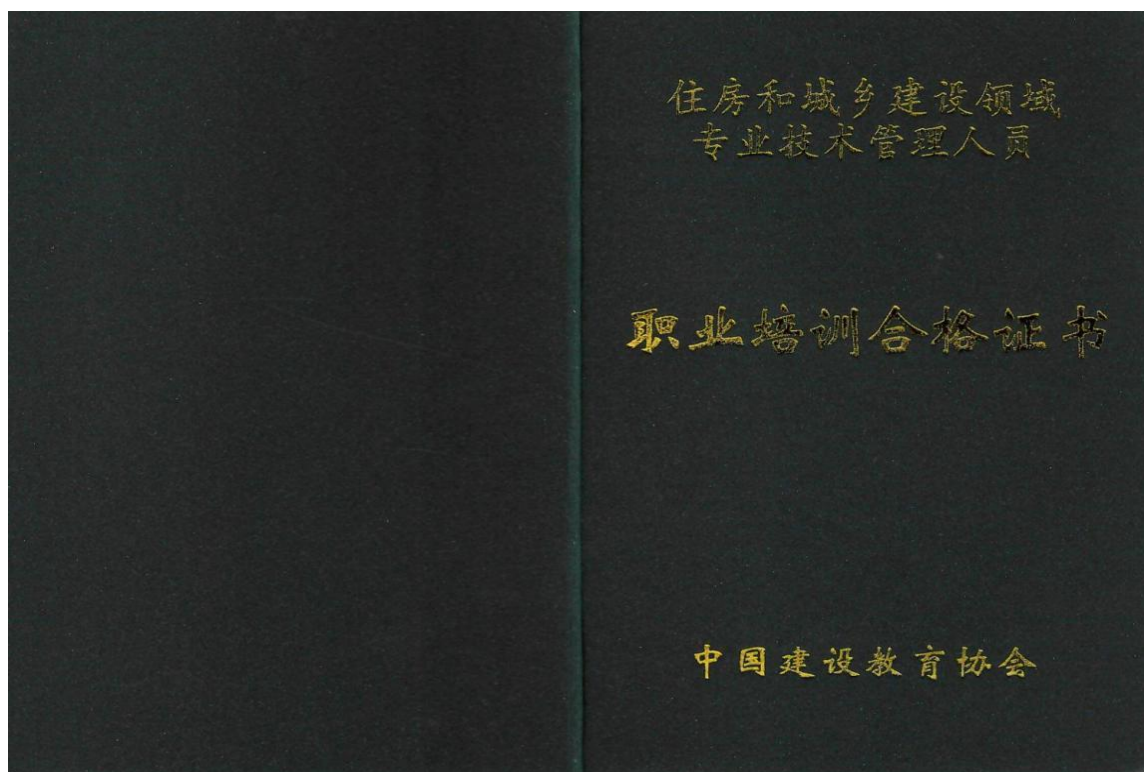 住房和城乡建设领域
专业技术管理人员
职业培训合格证书
中国建设教育协会